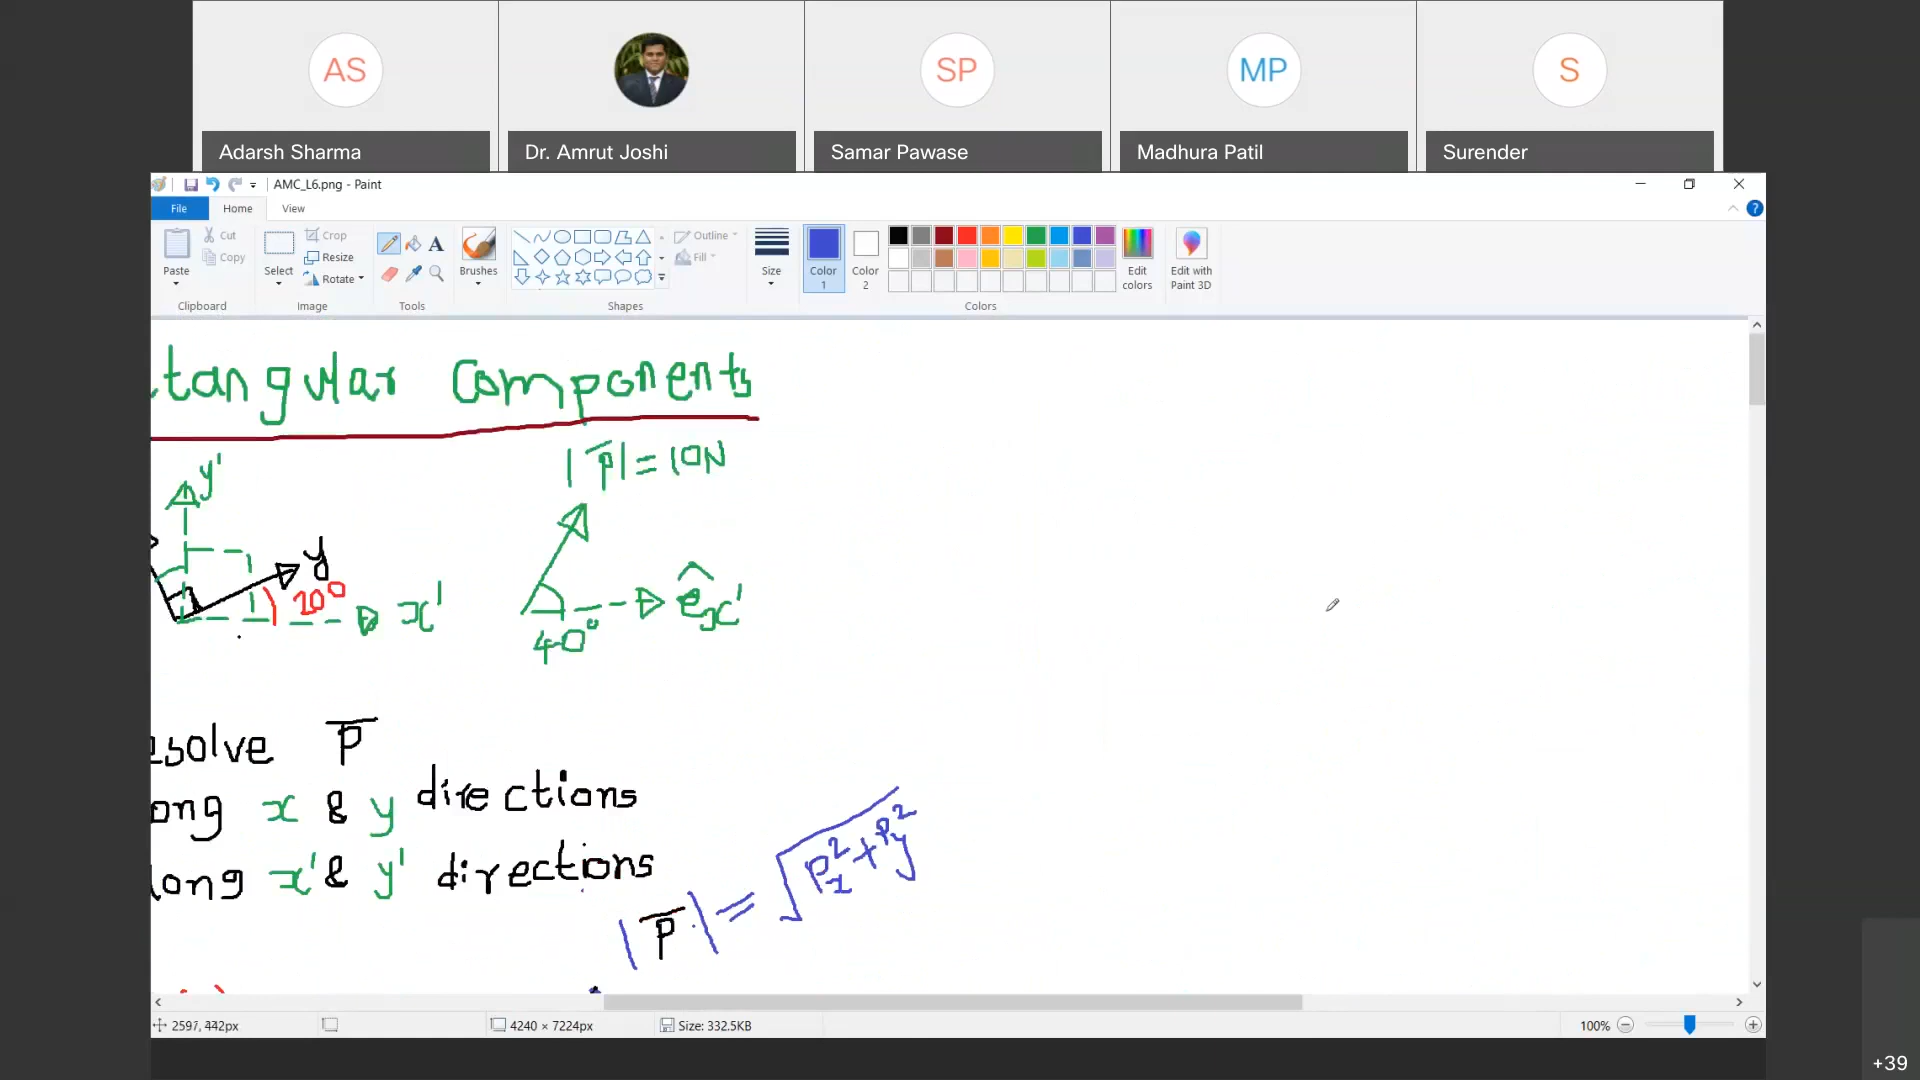 AS
SP
MP
S
Adarsh Sharma
Dr. Amrut Joshi
Samar Pawase
Madhura Patil
Surender
AMC_L6.png - Paint
File
Home
View
?
Paste
Cut
Copy
Clipboard
Select
Crop
Resize
Rotate
Image
A
Tools
Brushes
Outline
Fill
Shapes
Size
Color
1
Color
2
Edit
colors
Colors
Edit with
Paint 3D
tangular components
|P̅| = 10N
y'
y
20°
x'
40°
êx'
esolve P̅
ong x & y directions
long x' & y' directions
|P̅| = √(Px² + Py²)
2597, 442px
4240 × 7224px
Size: 332.5KB
100%
+39